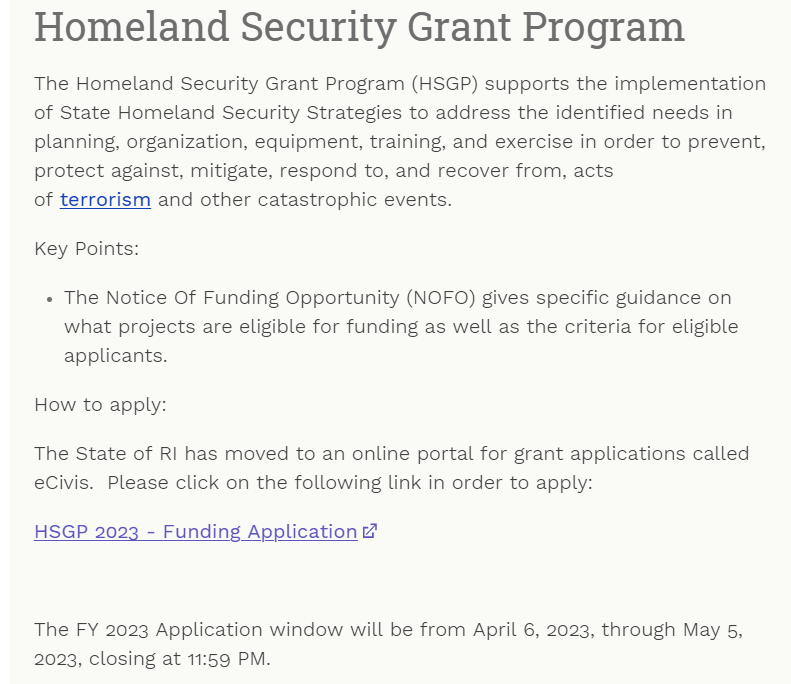 Homeland Security Grant Program
The Homeland Security Grant Program (HSGP) supports the implementation
of State Homeland Security Strategies to address the identified needs in
planning, organization, equipment, training, and exercise in order to prevent,
protect against, mitigate, respond to, and recover from, acts
of terrorism and other catastrophic events.
Key Points:
• The Notice Of Funding Opportunity (NOFO) gives specific guidance on
what projects are eligible for funding as well as the criteria for eligible
applicants.
How to apply:
The State of RI has moved to an online portal for grant applications called
eCivis.  Please click on the following link in order to apply:
HSGP 2023 - Funding Application
The FY 2023 Application window will be from April 6, 2023, through May 5,
2023, closing at 11:59 PM.